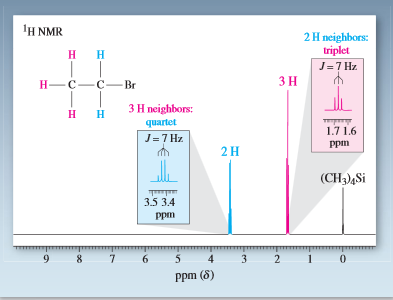 ¹H NMR
2 H neighbors:
triplet
J = 7 Hz
H H
3 H
H—C—C—Br
3 H neighbors:
H H
quartet
J = 7 Hz
1.7 1.6
ppm
2 H
(CH₃)₄Si
3.5 3.4
ppm
9 8 7 6 5 4 3 2 1 0
ppm (δ)